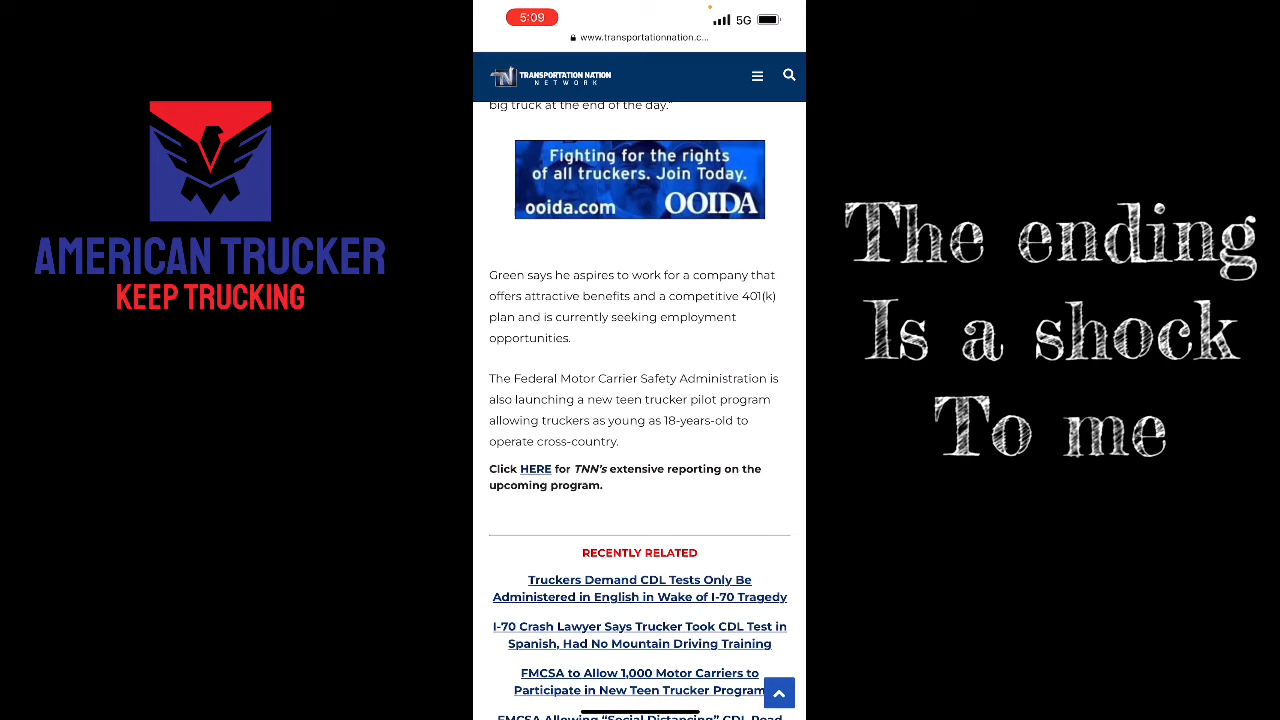 AMERICAN TRUCKER
KEEP TRUCKING
5:09
5G
www.transportationnation.c...
TRANSPORTATION NATION
NETWORK
big truck at the end of the day.”
Fighting for the rights
of all truckers. Join Today.
ooida.com OOIDA
Green says he aspires to work for a company that
offers attractive benefits and a competitive 401(k)
plan and is currently seeking employment
opportunities.
The Federal Motor Carrier Safety Administration is
also launching a new teen trucker pilot program
allowing truckers as young as 18-years-old to
operate cross-country.
Click HERE for TNN’s extensive reporting on the
upcoming program.
RECENTLY RELATED
Truckers Demand CDL Tests Only Be
Administered in English in Wake of I-70 Tragedy
I-70 Crash Lawyer Says Trucker Took CDL Test in
Spanish, Had No Mountain Driving Training
FMCSA to Allow 1,000 Motor Carriers to
Participate in New Teen Trucker Program
FMCSA Allowing “Social Distancing” CDL Road
The ending
Is a shock
To me